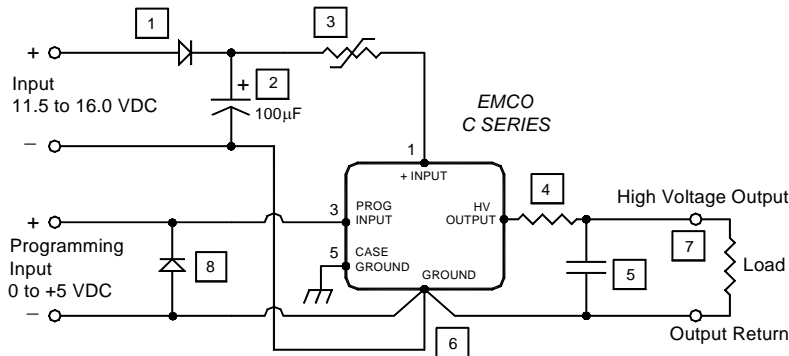 1
3
+
Input
11.5 to 16.0 VDC
−
+
2
100µF
EMCO
C SERIES
1
+ INPUT
+
Programming
Input
0 to +5 VDC
−
8
3
PROG
INPUT
5
CASE
GROUND
HV
OUTPUT
GROUND
4
High Voltage Output
7
Load
5
6
Output Return